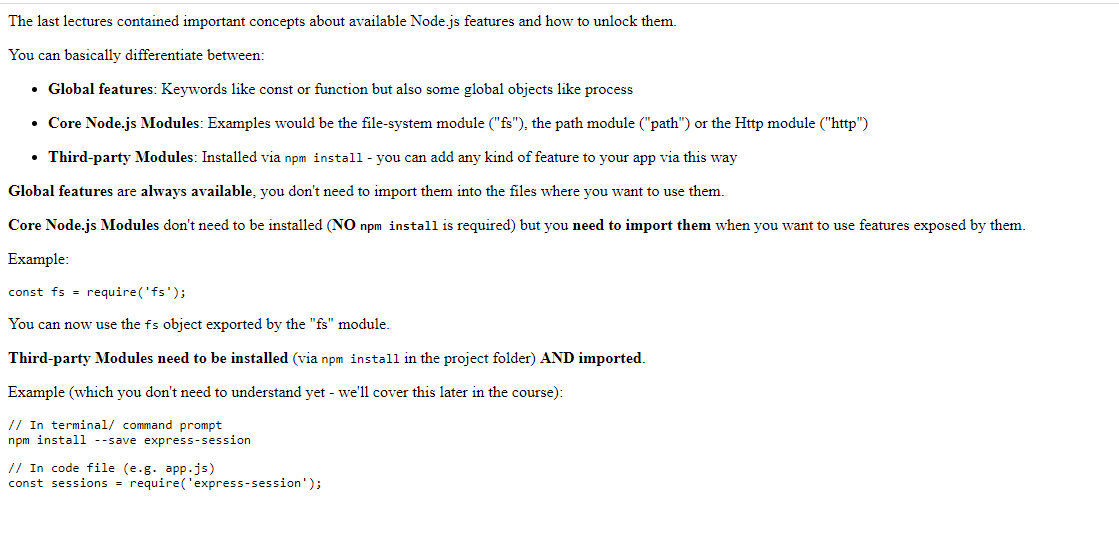 The last lectures contained important concepts about available Node.js features and how to unlock them.
You can basically differentiate between:
• Global features: Keywords like const or function but also some global objects like process
• Core Node.js Modules: Examples would be the file-system module ("fs"), the path module ("path") or the Http module ("http")
• Third-party Modules: Installed via npm install - you can add any kind of feature to your app via this way
Global features are always available, you don't need to import them into the files where you want to use them.
Core Node.js Modules don't need to be installed (NO npm install is required) but you need to import them when you want to use features exposed by them.
Example:
const fs = require('fs');
You can now use the fs object exported by the "fs" module.
Third-party Modules need to be installed (via npm install in the project folder) AND imported.
Example (which you don't need to understand yet - we'll cover this later in the course):
// In terminal/ command prompt
npm install --save express-session
// In code file (e.g. app.js)
const sessions = require('express-session');